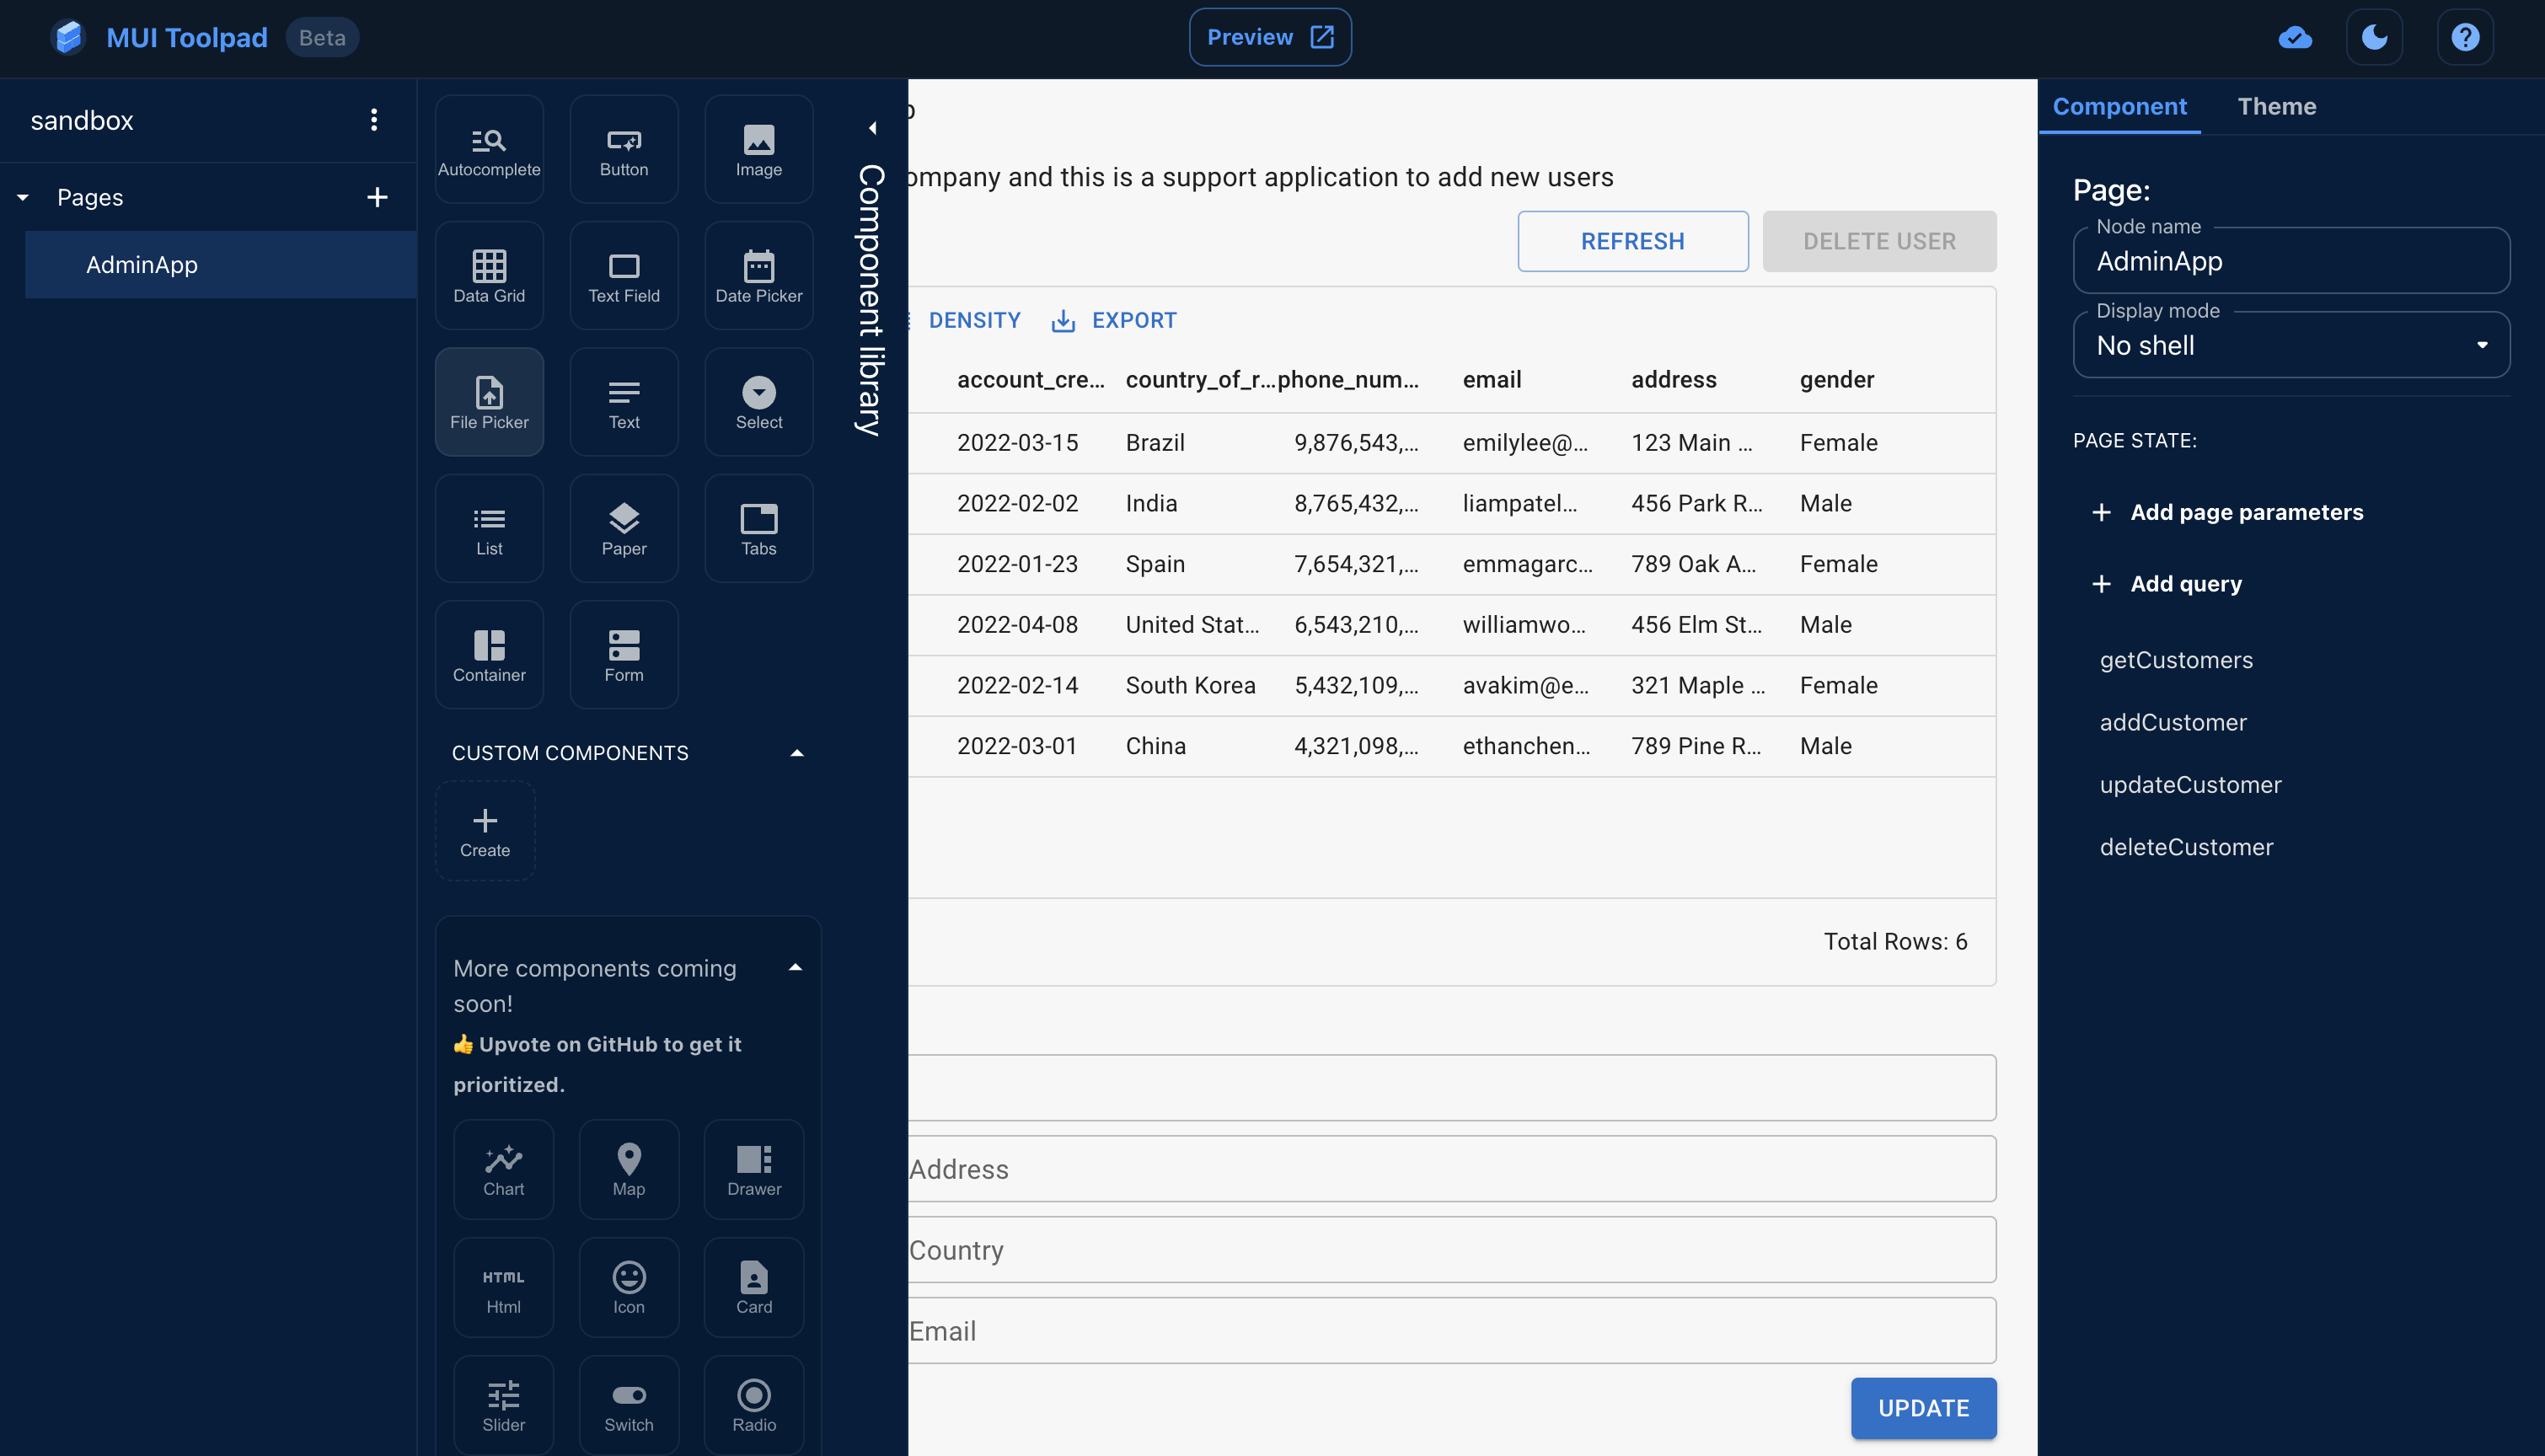 MUI Toolpad
Beta
Preview
sandbox
Pages
AdminApp
Autocomplete
Button
Image
Data Grid
Text Field
Date Picker
File Picker
Text
Select
List
Paper
Tabs
Container
Form
CUSTOM COMPONENTS
Create
More components coming
soon!
👍 Upvote on GitHub to get it
prioritized.
Chart
Map
Drawer
HTML
Html
Icon
Card
Slider
Switch
Radio
Component library
and this is a support application to add new users
REFRESH
DELETE USER
DENSITY
EXPORT
account_cre... country_of_r... phone_num... email address gender
2022-03-15 Brazil 9,876,543,... emilylee@... 123 Main ... Female
2022-02-02 India 8,765,432,... liampatel... 456 Park R... Male
2022-01-23 Spain 7,654,321,... emmagarc... 789 Oak A... Female
2022-04-08 United Stat... 6,543,210,... williamwo... 456 Elm St... Male
2022-02-14 South Korea 5,432,109,... avakim@e... 321 Maple ... Female
2022-03-01 China 4,321,098,... ethanchen... 789 Pine R... Male
Total Rows: 6
Address
Country
Email
UPDATE
Component
Theme
Page:
Node name
AdminApp
Display mode
No shell
PAGE STATE:
Add page parameters
Add query
getCustomers
addCustomer
updateCustomer
deleteCustomer